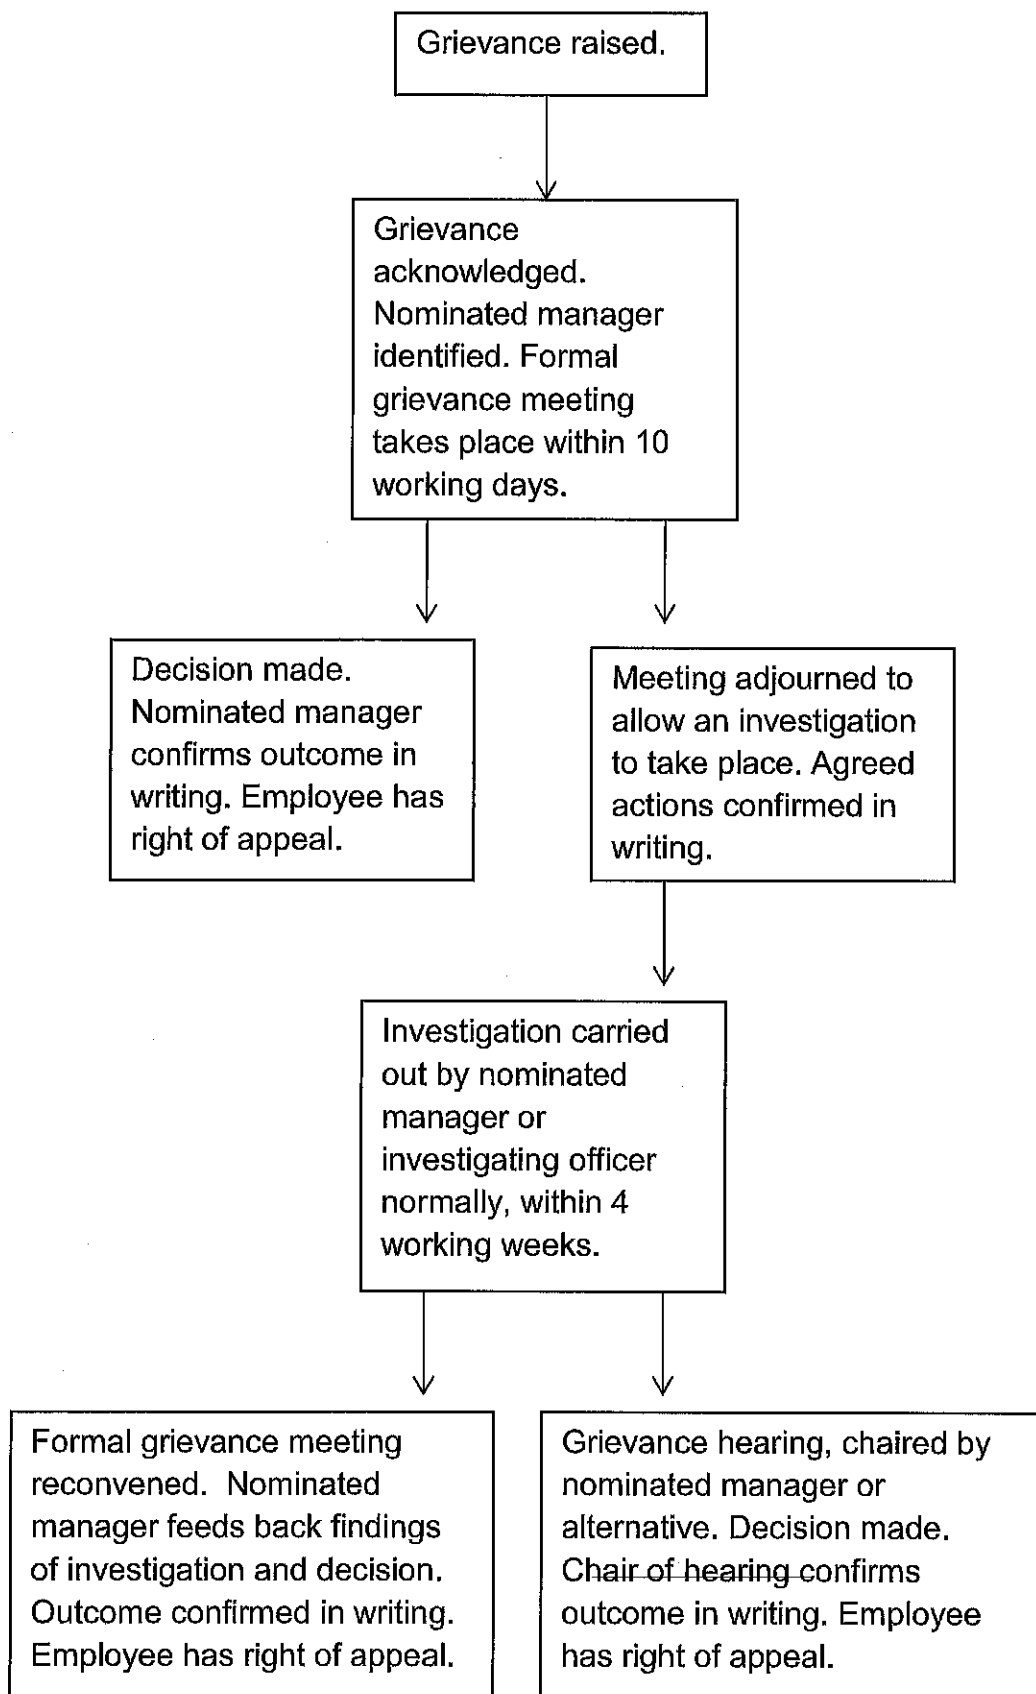 Grievance raised.
Grievance
acknowledged.
Nominated manager
identified. Formal
grievance meeting
takes place within 10
working days.
Decision made.
Nominated manager
confirms outcome in
writing. Employee has
right of appeal.
Meeting adjourned to
allow an investigation
to take place. Agreed
actions confirmed in
writing.
Investigation carried
out by nominated
manager or
investigating officer
normally, within 4
working weeks.
Formal grievance meeting
reconvened. Nominated
manager feeds back findings
of investigation and decision.
Outcome confirmed in writing.
Employee has right of appeal.
Grievance hearing, chaired by
nominated manager or
alternative. Decision made.
Chair of hearing confirms
outcome in writing. Employee
has right of appeal.